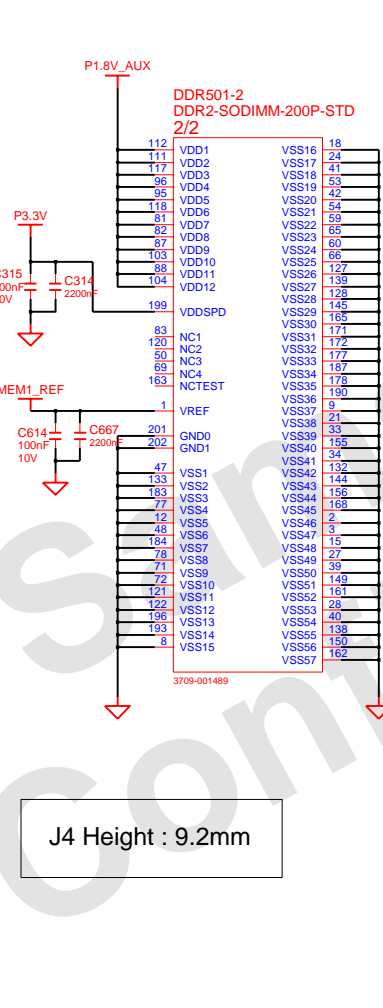 P1.8V_AUX
DDR501-2
DDR2-SODIMM-200P-STD
2/2
112 VDD1 VSS16 18
111 VDD2 VSS17 24
117 VDD3 VSS18 41
96 VDD4 VSS19 53
95 VDD5 VSS20 42
118 VDD6 VSS21 54
81 VDD7 VSS22 59
82 VDD8 VSS23 65
87 VDD9 VSS24 60
103 VDD10 VSS25 66
88 VDD11 VSS26 127
104 VDD12 VSS27 139
VSS28 128
199 VDDSPD VSS29 145
VSS30 165
83 NC1 VSS31 171
120 NC2 VSS32 172
50 NC3 VSS33 177
69 NC4 VSS34 187
163 NCTEST VSS35 178
VSS36 190
1 VREF VSS37 9
VSS38 21
201 GND0 VSS39 33
202 GND1 VSS40 155
VSS41 34
47 VSS1 VSS42 132
133 VSS2 VSS43 144
183 VSS3 VSS44 156
77 VSS4 VSS45 168
12 VSS5 VSS46 2
48 VSS6 VSS47 3
184 VSS7 VSS48 15
78 VSS8 VSS49 27
71 VSS9 VSS50 39
72 VSS10 VSS51 149
121 VSS11 VSS52 161
122 VSS12 VSS53 28
196 VSS13 VSS54 40
193 VSS14 VSS55 138
8 VSS15 VSS56 150
VSS57 162
3709-001489
P3.3V
C315 C314
00nF 2200nF
0V
MEM1_REF
C614 C667
100nF 2200nF
10V
Sam
Confi
J4 Height : 9.2mm